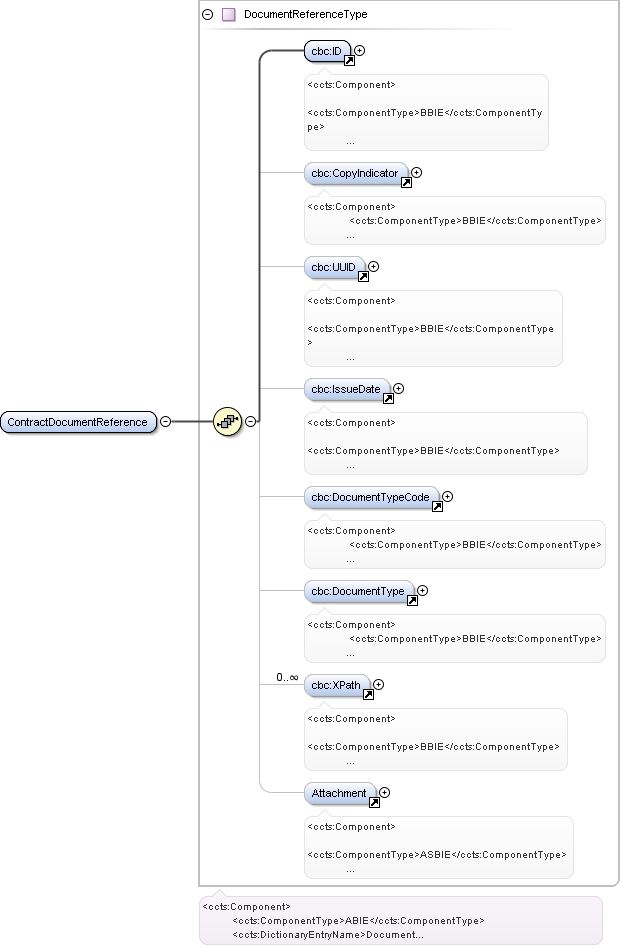 DocumentReferenceType
cbc:ID
<ccts:Component>
<ccts:ComponentType>BBIE</ccts:ComponentTy
pe>
...
cbc:CopyIndicator
<ccts:Component>
<ccts:ComponentType>BBIE</ccts:ComponentType>
...
cbc:UUID
<ccts:Component>
<ccts:ComponentType>BBIE</ccts:ComponentType
>
...
cbc:IssueDate
<ccts:Component>
<ccts:ComponentType>BBIE</ccts:ComponentType>
...
ContractDocumentReference
cbc:DocumentTypeCode
<ccts:Component>
<ccts:ComponentType>BBIE</ccts:ComponentType>
...
cbc:DocumentType
<ccts:Component>
<ccts:ComponentType>BBIE</ccts:ComponentType>
...
0..∞
cbc:XPath
<ccts:Component>
<ccts:ComponentType>BBIE</ccts:ComponentType>
...
Attachment
<ccts:Component>
<ccts:ComponentType>ASBIE</ccts:ComponentType>
...
<ccts:Component>
<ccts:ComponentType>ABIE</ccts:ComponentType>
<ccts:DictionaryEntryName>Document...